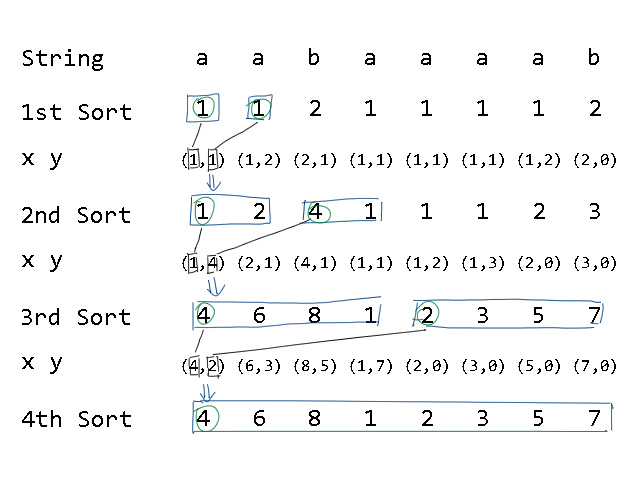 String a a b a a a a b
1st Sort 1 1 2 1 1 1 1 2
x y (1,1) (1,2) (2,1) (1,1) (1,1) (1,1) (1,2) (2,0)
2nd Sort 1 2 4 1 1 1 2 3
x y (1,4) (2,1) (4,1) (1,1) (1,2) (1,3) (2,0) (3,0)
3rd Sort 4 6 8 1 2 3 5 7
x y (4,2) (6,3) (8,5) (1,7) (2,0) (3,0) (5,0) (7,0)
4th Sort 4 6 8 1 2 3 5 7